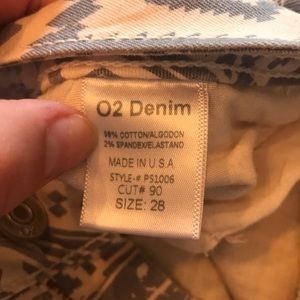 O2 Denim
98% COTTON/ALGODON
2% SPANDEX/ELASTANO
MADE IN U.S.A
STYLE-# PS1006
CUT# 90
SIZE: 28